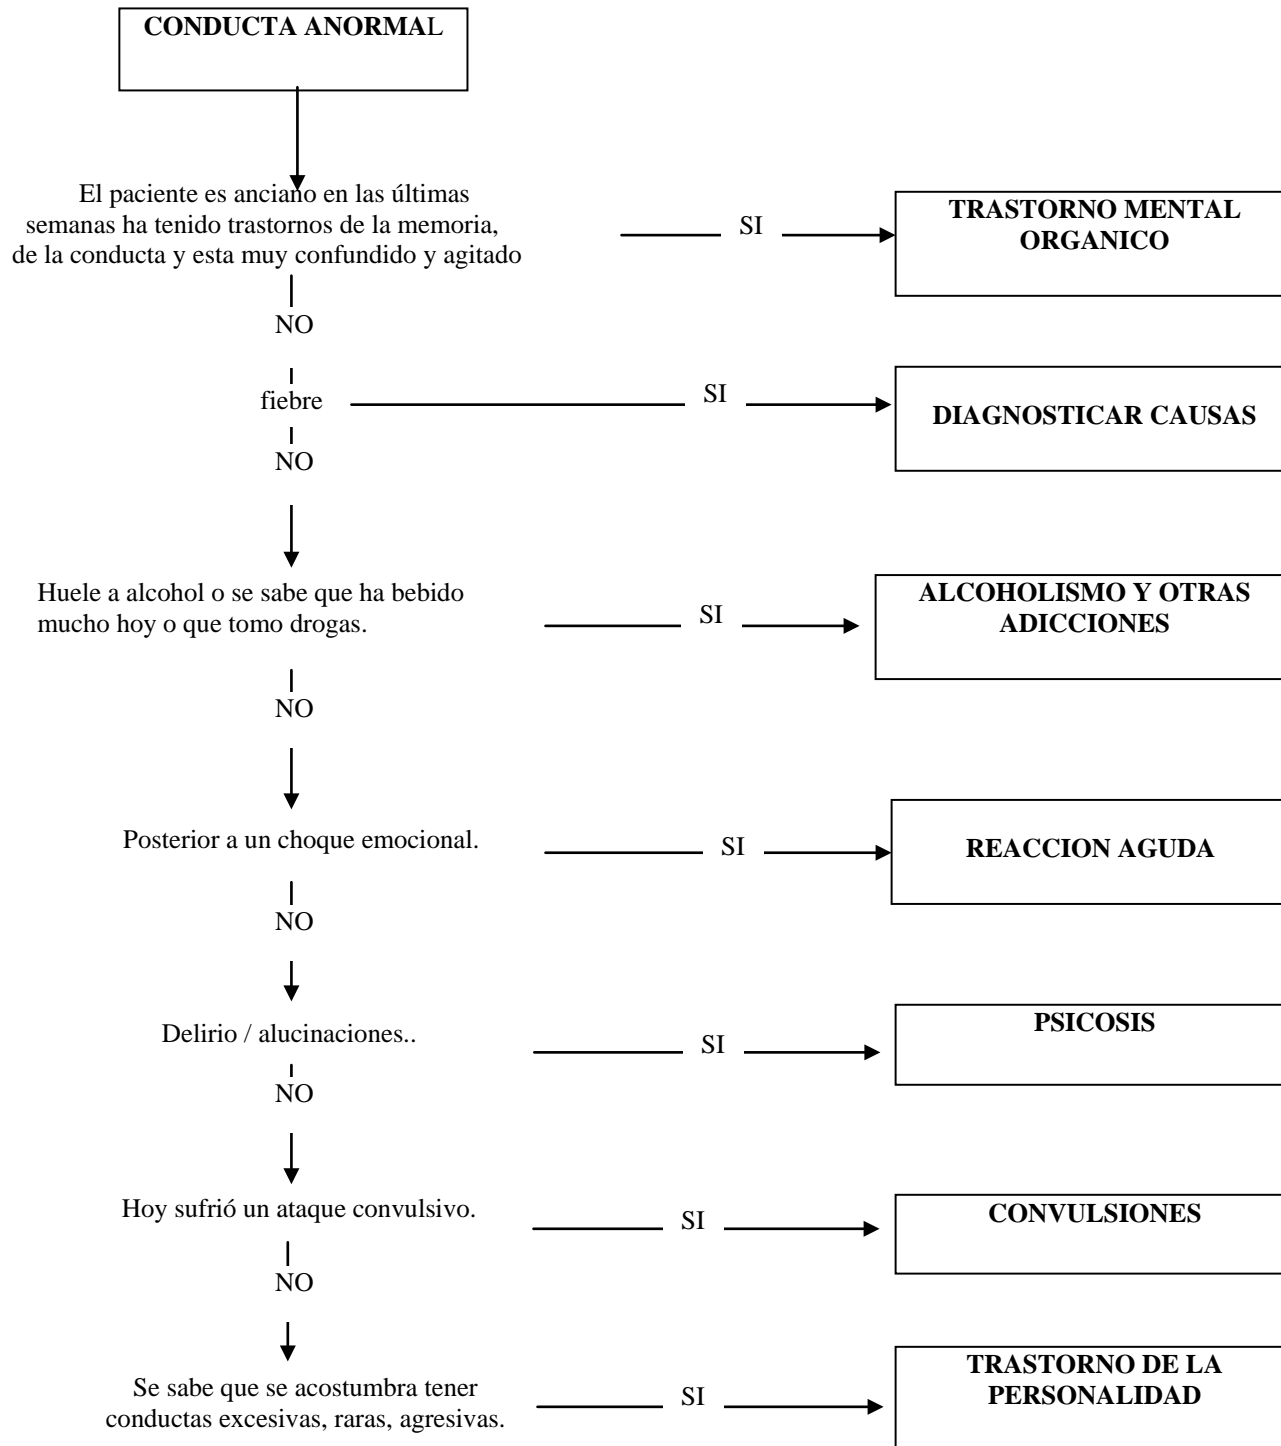 CONDUCTA ANORMAL
El paciente es anciano en las últimas
semanas ha tenido trastornos de la memoria,
de la conducta y esta muy confundido y agitado
SI
TRASTORNO MENTAL
ORGANICO
NO
fiebre
SI
DIAGNOSTICAR CAUSAS
NO
Huele a alcohol o se sabe que ha bebido
mucho hoy o que tomo drogas.
SI
ALCOHOLISMO Y OTRAS
ADICCIONES
NO
Posterior a un choque emocional.
SI
REACCION AGUDA
NO
Delirio / alucinaciones..
SI
PSICOSIS
NO
Hoy sufrió un ataque convulsivo.
SI
CONVULSIONES
NO
Se sabe que se acostumbra tener
conductas excesivas, raras, agresivas.
SI
TRASTORNO DE LA
PERSONALIDAD